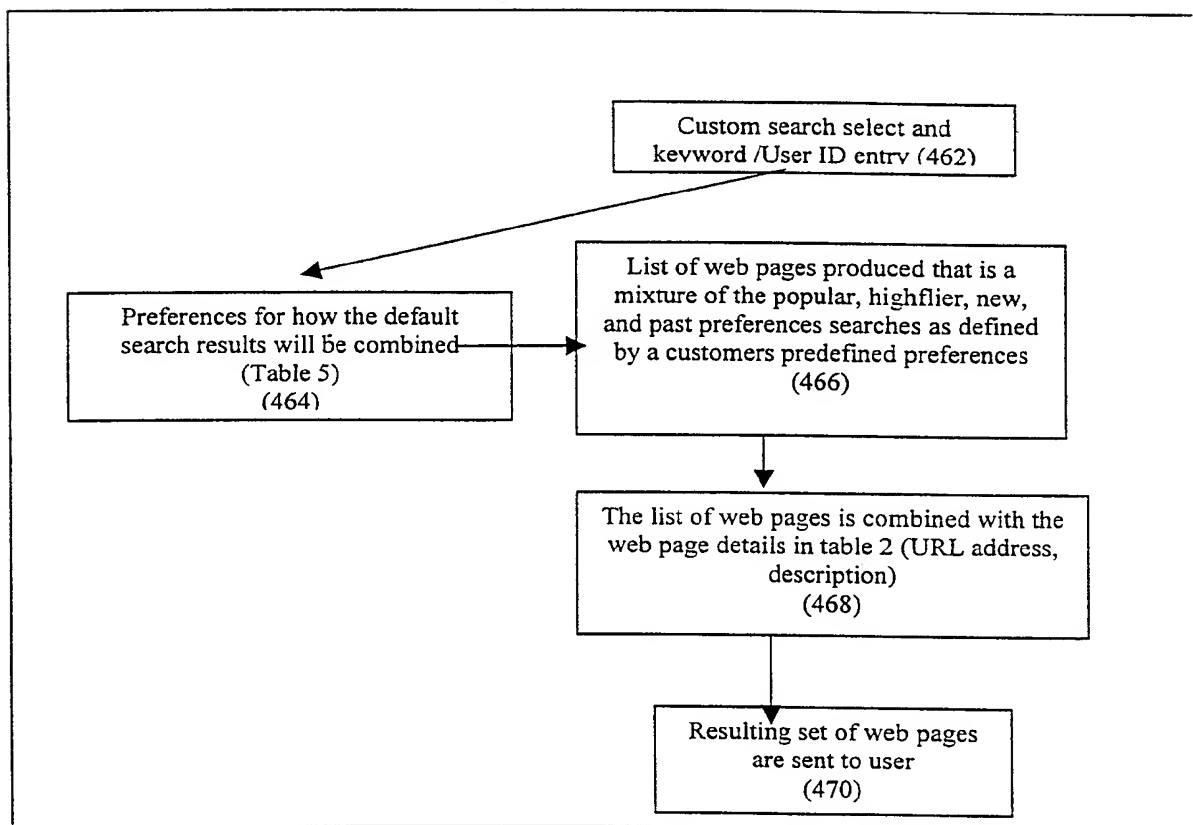 Custom search select and
keyword /User ID entry (462)
Preferences for how the default
search results will be combined
(Table 5)
(464)
List of web pages produced that is a
mixture of the popular, highflier, new,
and past preferences searches as defined
by a customers predefined preferences
(466)
The list of web pages is combined with the
web page details in table 2 (URL address,
description)
(468)
Resulting set of web pages
are sent to user
(470)